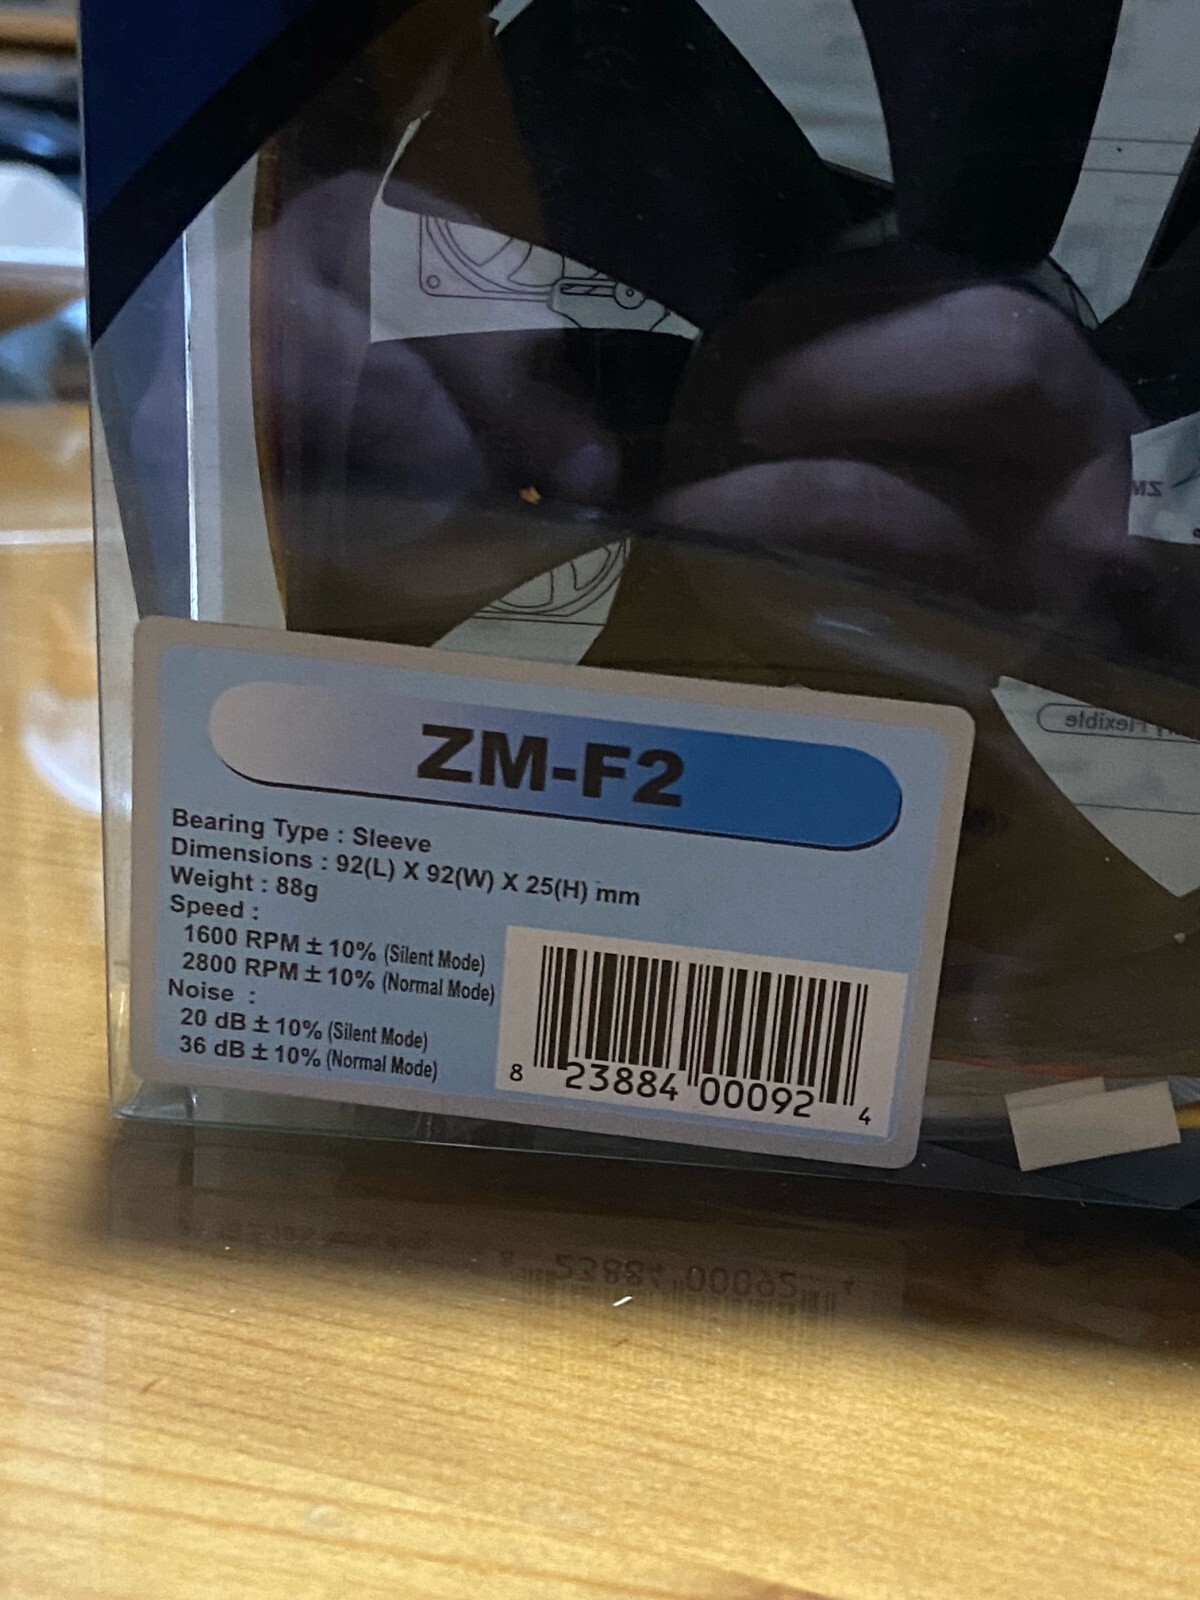 ZM-F2
Bearing Type : Sleeve
Dimensions : 92(L) X 92(W) X 25(H) mm
Weight : 88g
Speed :
1600 RPM ± 10% (Silent Mode)
2800 RPM ± 10% (Normal Mode)
Noise :
20 dB ± 10% (Silent Mode)
36 dB ± 10% (Normal Mode)
8 23884 00092 4
ZM
Flexible